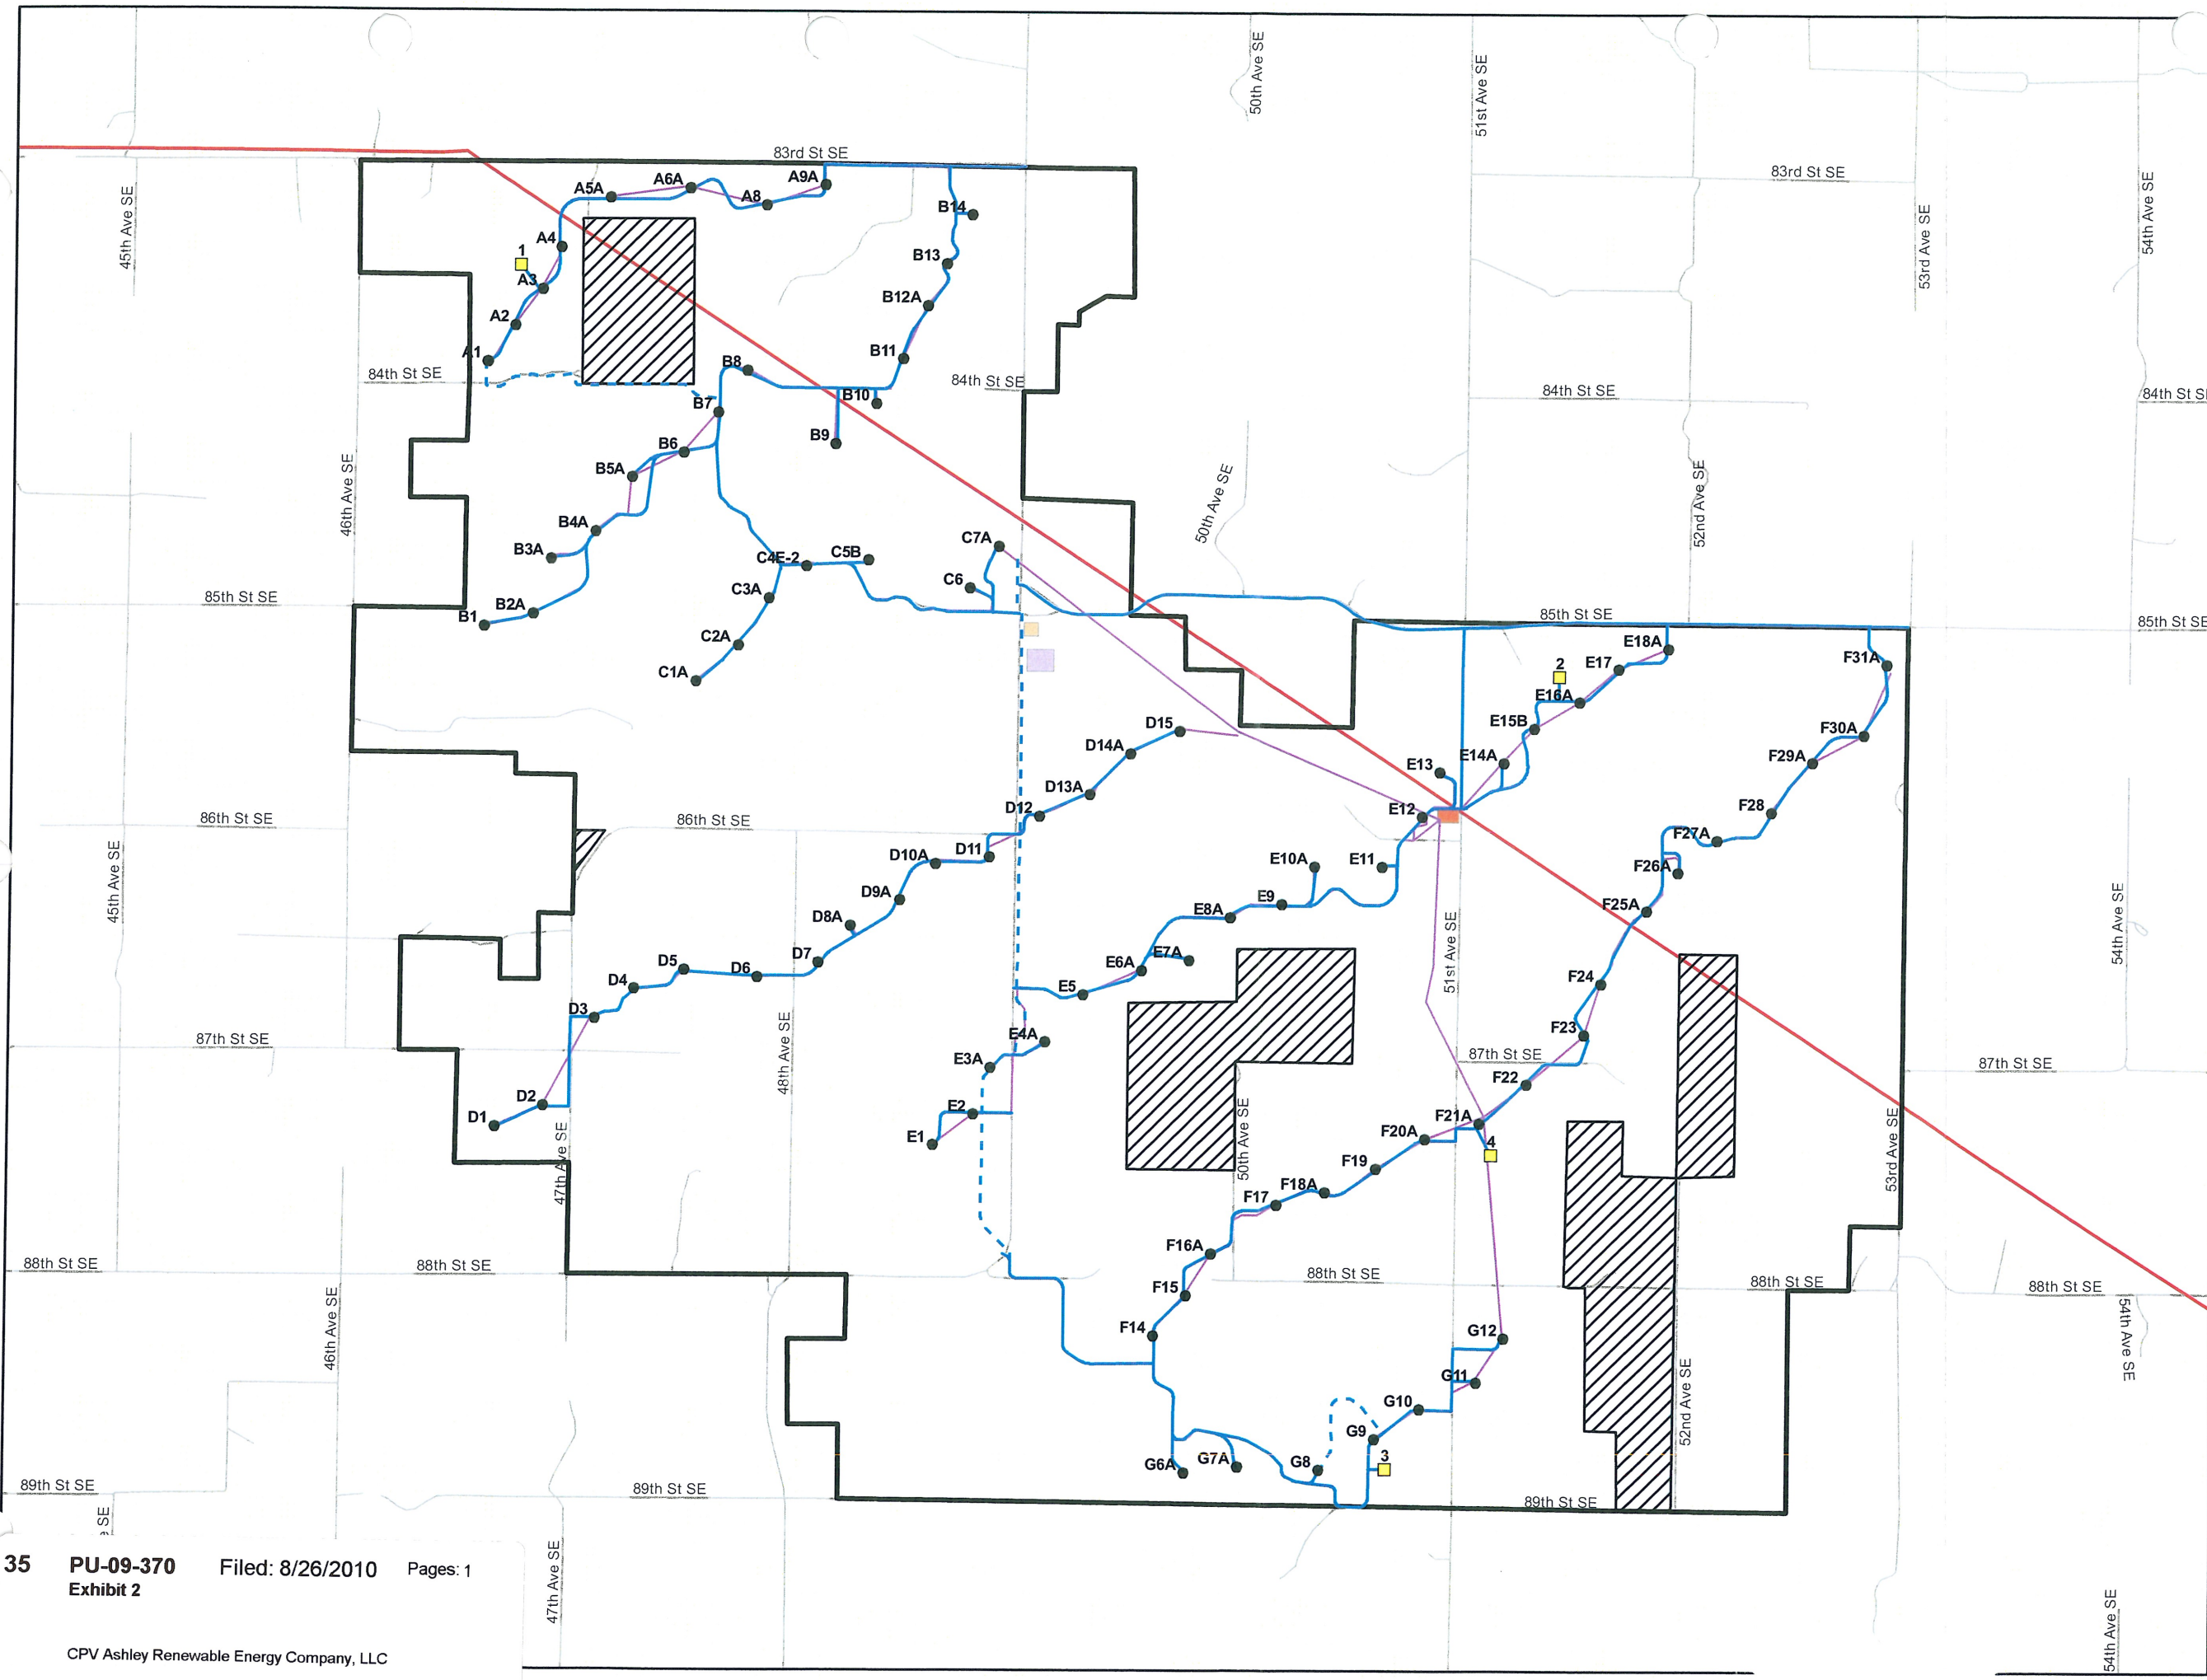 50th Ave SE
51st Ave SE
83rd St SE
83rd St SE
45th Ave SE
54th Ave SE
53rd Ave SE
A5A
A6A
A8
A9A
B14
A4
1
A3
B13
A2
B12A
A1
B11
84th St SE
B8
84th St SE
84th St SE
84th St S
B7
B10
B9
B6
B5A
46th Ave SE
50th Ave SE
52nd Ave SE
B4A
B3A
C7A
C4E-2
C5B
C6
C3A
85th St SE
B2A
B1
85th St SE
85th St SE
C2A
C1A
E18A
F31A
2
E17
E16A
E15B
D15
D14A
F30A
E14A
F29A
E13
D13A
D12
E12
F28
86th St SE
86th St SE
F27A
D11
D10A
E10A
E11
F26A
45th Ave SE
D9A
E9
E8A
F25A
D8A
51st Ave SE
54th Ave SE
D7
D6
D5
E7A
E6A
D4
E5
F24
D3
F23
87th St SE
48th Ave SE
E4A
E3A
87th St SE
87th St SE
F22
D2
D1
E2
E1
F21A
F20A
4
47th Ave SE
50th Ave SE
53rd Ave SE
F19
F18A
F17
F16A
88th St SE
88th St SE
88th St SE
88th St SE
88th St SE
F15
46th Ave SE
F14
G12
54th Ave SE
G11
52nd Ave SE
G10
G9
G6A
G7A
G8
3
89th St SE
89th St SE
89th St SE
e SE
47th Ave SE
54th Ave SE
35 PU-09-370 Filed: 8/26/2010 Pages: 1
Exhibit 2
CPV Ashley Renewable Energy Company, LLC